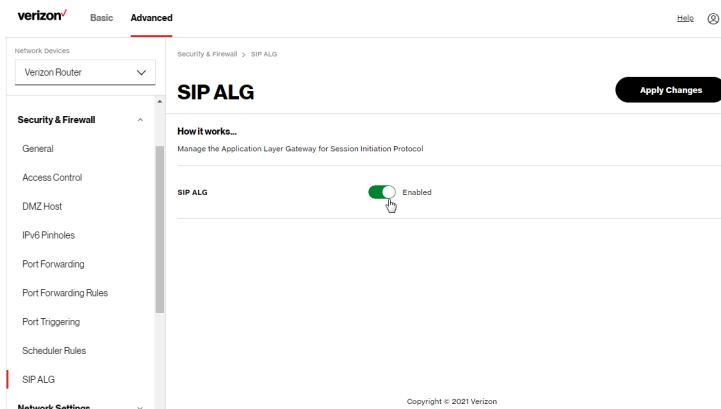 verizon✓
Basic
Advanced
Help
Network Devices
Verizon Router
Security & Firewall
General
Access Control
DMZ Host
IPv6 Pinholes
Port Forwarding
Port Forwarding Rules
Port Triggering
Scheduler Rules
SIP ALG
Network Settings
Security & Firewall > SIP ALG
SIP ALG
Apply Changes
How it works...
Manage the Application Layer Gateway for Session Initiation Protocol
SIP ALG
Enabled
Copyright © 2021 Verizon